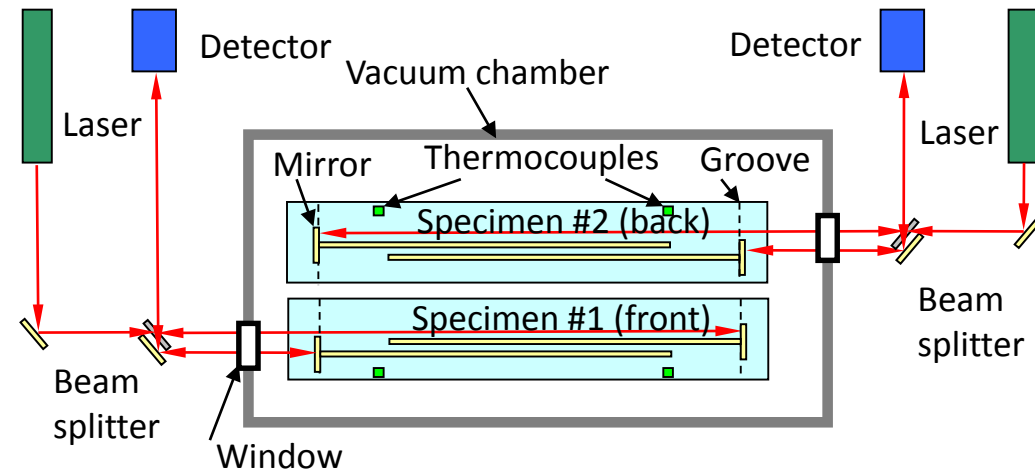 Detector
Detector
Vacuum chamber
Laser
Laser
Mirror
Thermocouples
Groove
Specimen #2 (back)
Specimen #1 (front)
Beam
splitter
Beam
splitter
Window